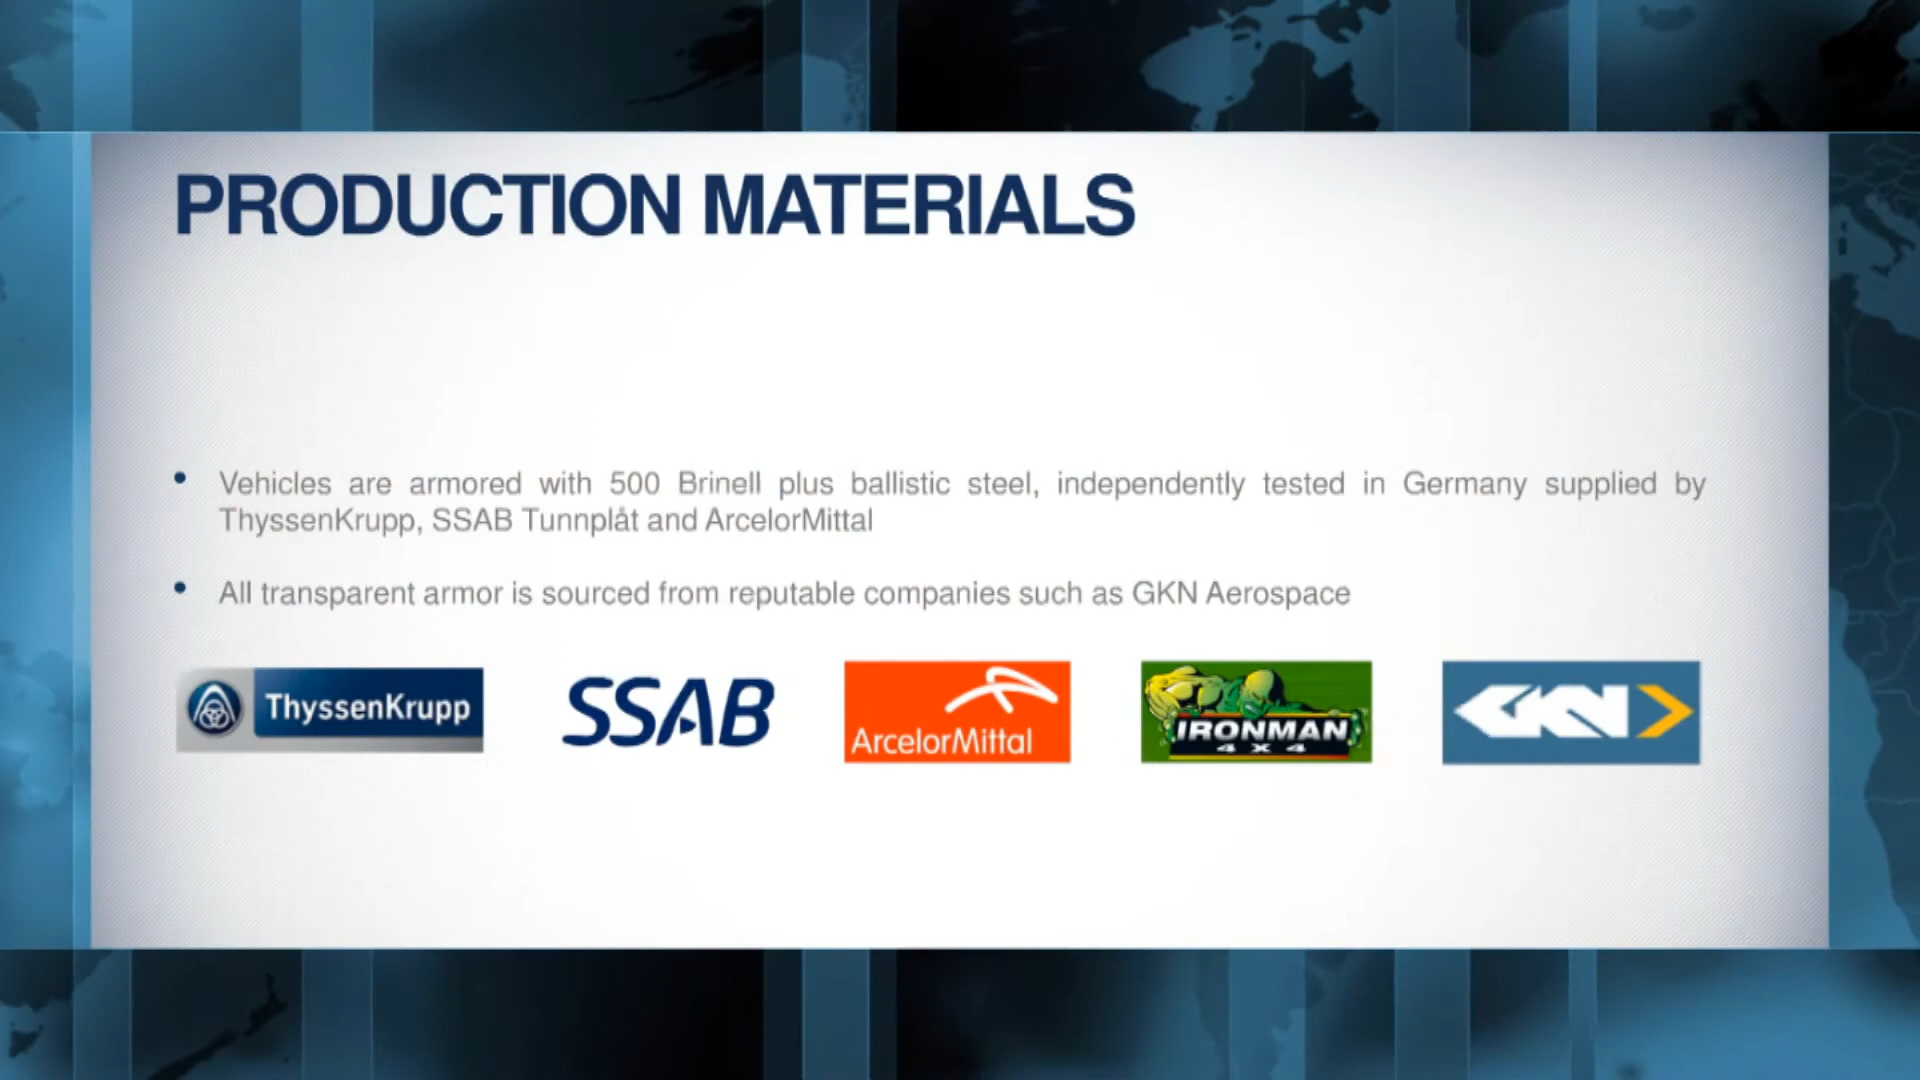 PRODUCTION MATERIALS
• Vehicles are armored with 500 Brinell plus ballistic steel, independently tested in Germany supplied by
ThyssenKrupp, SSAB Tunnplåt and ArcelorMittal
• All transparent armor is sourced from reputable companies such as GKN Aerospace
ThyssenKrupp
SSAB
ArcelorMittal
IRONMAN
4X4
GKN